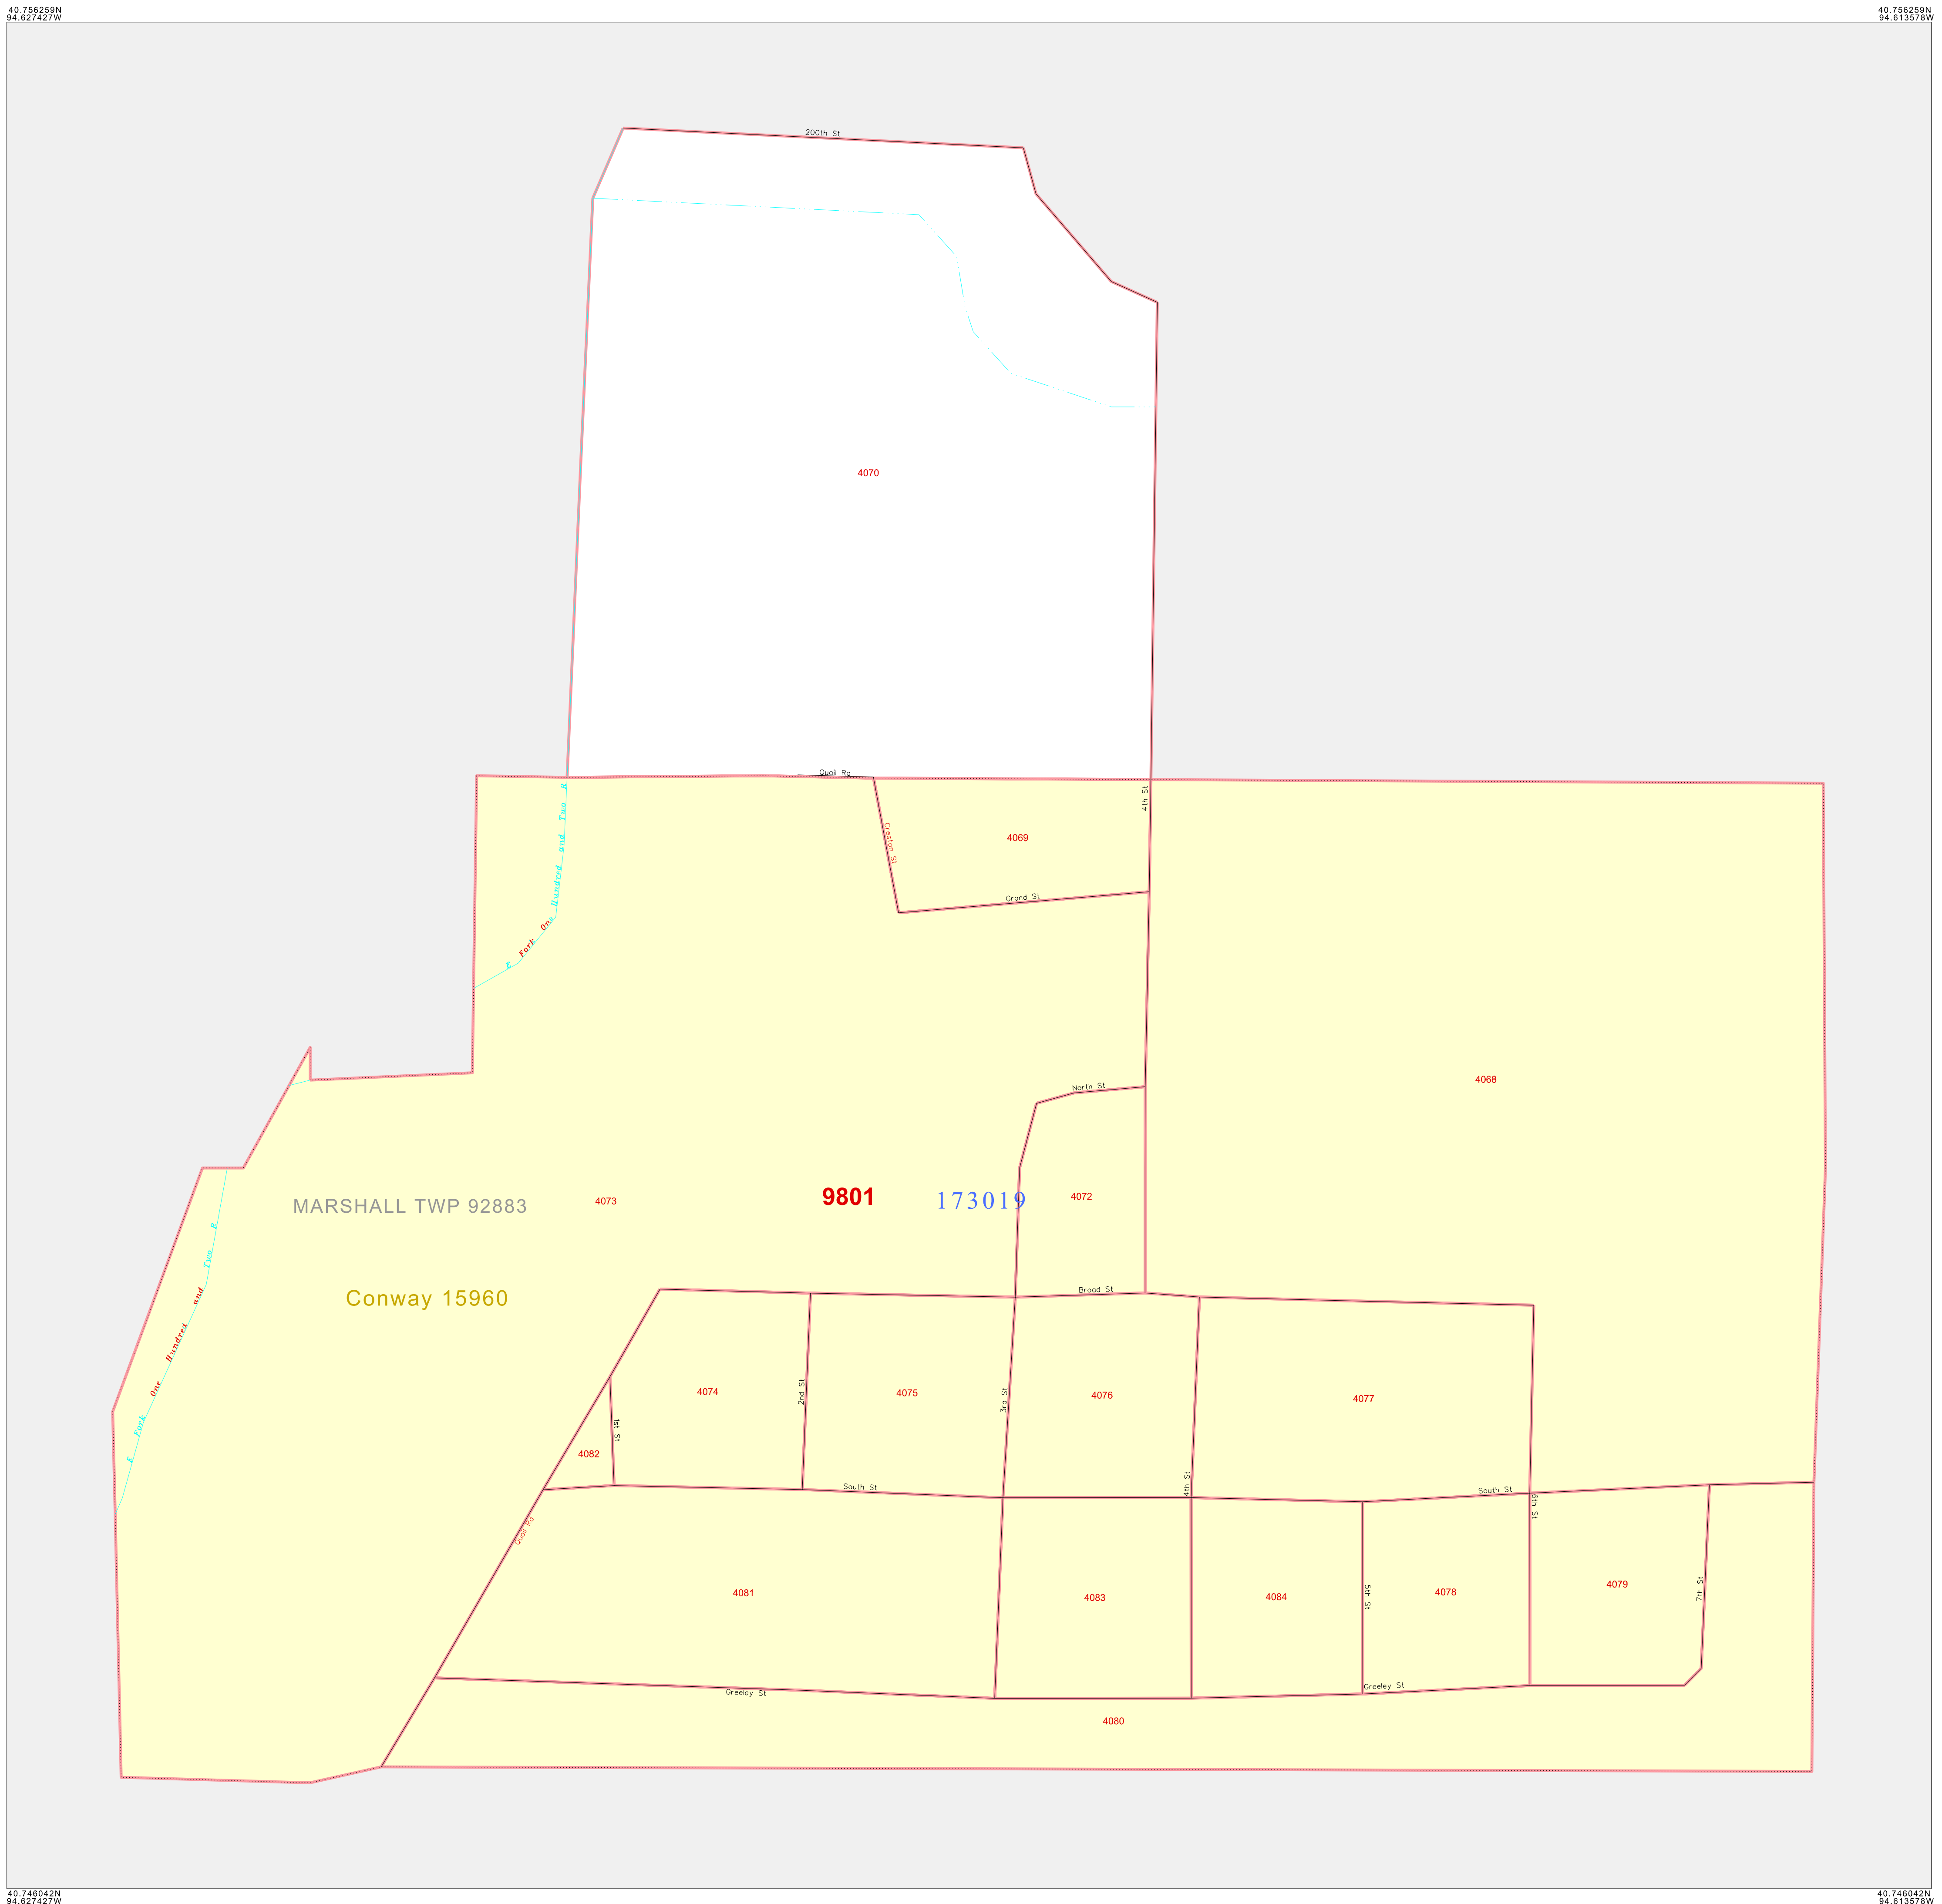 40.756259N
94.627427W
40.756259N
94.613578W
200th St
4070
Quail Rd
4th St
E Fork One Hundred and Two R
Creston St
4069
Grand St
4068
North St
MARSHALL TWP 92883
4073
9801
173019
4072
E Fork One Hundred and Two R
Conway 15960
Broad St
4074
2nd St
4075
3rd St
4076
4077
1st St
4082
South St
4th St
South St
6th St
Quail Rd
4081
4083
4084
5th St
4078
4079
7th St
Greeley St
Greeley St
4080
40.746042N
94.627427W
40.746042N
94.613578W